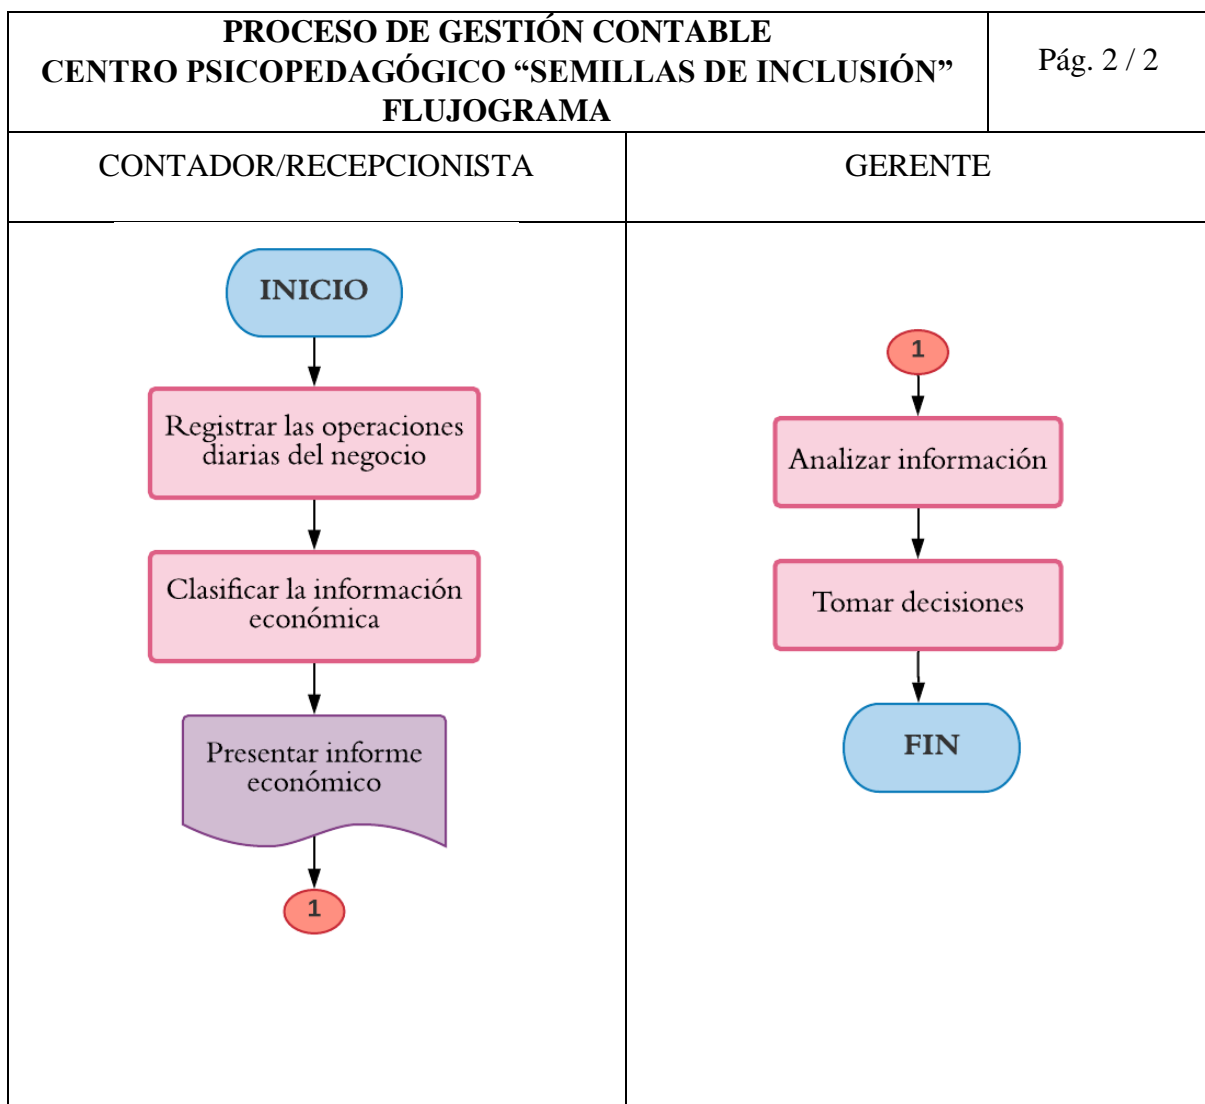 PROCESO DE GESTIÓN CONTABLE
CENTRO PSICOPEDAGÓGICO “SEMILLAS DE INCLUSIÓN”
FLUJOGRAMA
Pág. 2 / 2
CONTADOR/RECEPCIONISTA
GERENTE
INICIO
Registrar las operaciones
diarias del negocio
Clasificar la información
económica
Presentar informe
económico
1
1
Analizar información
Tomar decisiones
FIN